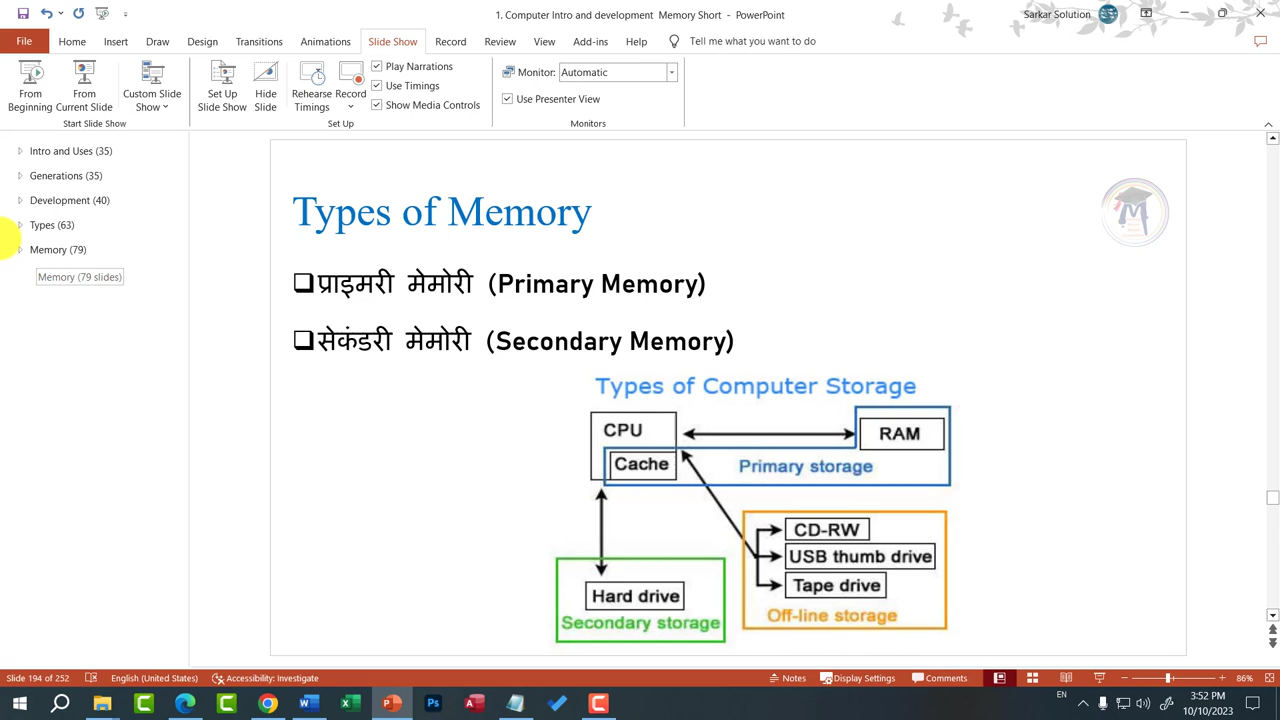 1. Computer Intro and development  Memory Short - PowerPoint
Sarkar Solution
File
Home
Insert
Draw
Design
Transitions
Animations
Slide Show
Record
Review
View
Add-ins
Help
Tell me what you want to do
From Beginning
From Current Slide
Custom Slide Show
Set Up Slide Show
Hide Slide
Rehearse Timings
Record
Play Narrations
Use Timings
Show Media Controls
Monitor: Automatic
Use Presenter View
Start Slide Show
Set Up
Monitors
Intro and Uses (35)
Generations (35)
Development (40)
Types (63)
Memory (79)
Memory (79 slides)
Types of Memory
प्राइमरी मेमोरी (Primary Memory)
सेकंडरी मेमोरी (Secondary Memory)
Types of Computer Storage
CPU
RAM
Cache
Primary storage
CD-RW
USB thumb drive
Tape drive
Off-line storage
Hard drive
Secondary storage
Slide 194 of 252
English (United States)
Accessibility: Investigate
Notes
Display Settings
Comments
86%
EN
3:52 PM
10/10/2023